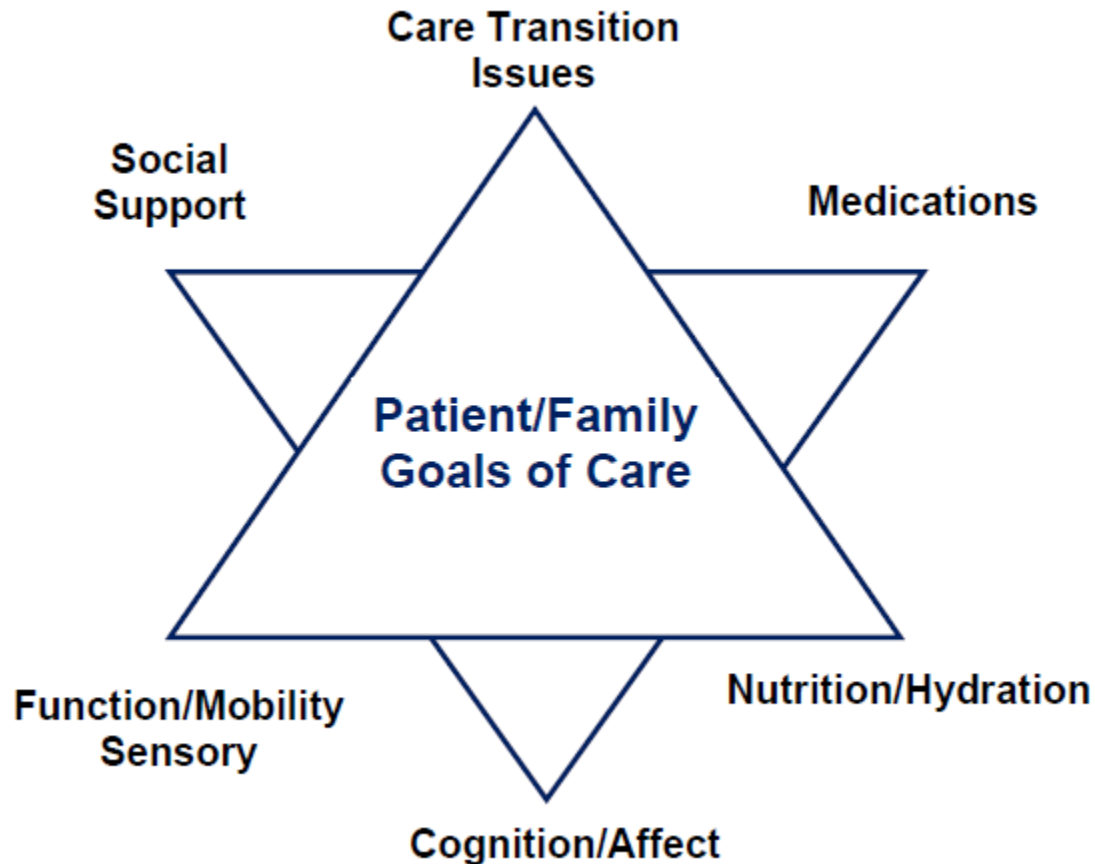 Care Transition
Issues
Social
Support
Medications
Patient/Family
Goals of Care
Function/Mobility
Sensory
Nutrition/Hydration
Cognition/Affect